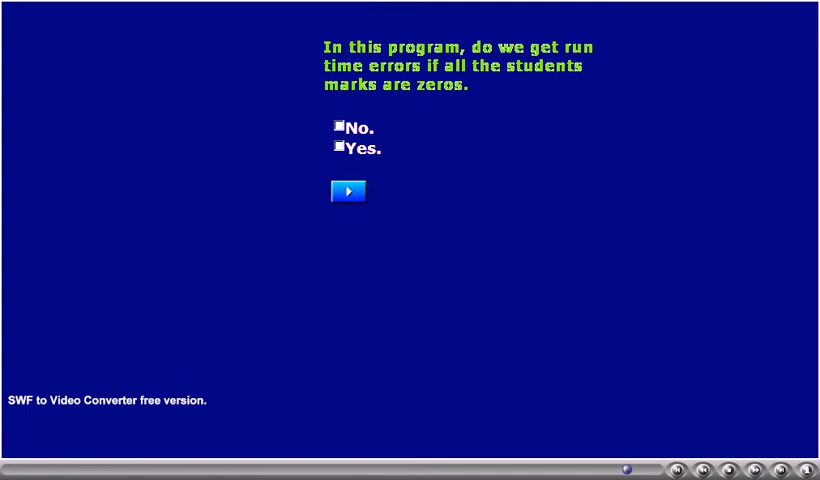 In this program, do we get run
time errors if all the students
marks are zeros.
No.
Yes.
SWF to Video Converter free version.